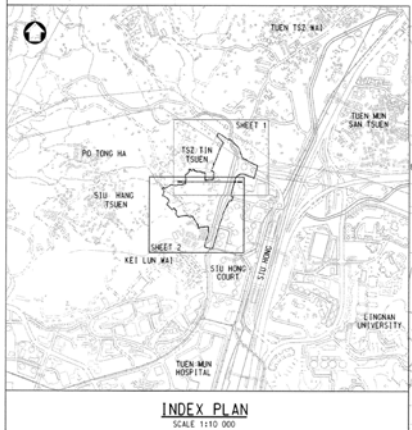 TUEN TSZ WAI
SHEET 1
TUEN MUN
SAN TSUEN
TSZ TIN
TSUEN
PO TONG HA
SIU HANG
TSUEN
SHEET 2
KEI LUN WAI
SIU HONG
COURT
SIU HONG
LINGNAN
UNIVERSITY
TUEN MUN
HOSPITAL
INDEX PLAN
SCALE 1:10 000